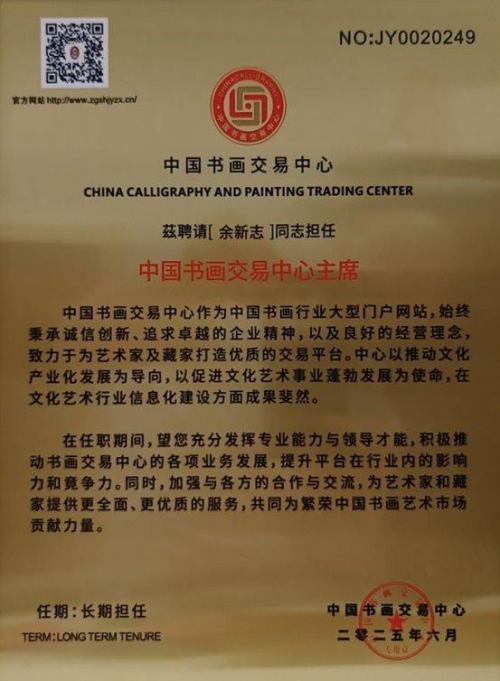 NO:JY0020249
官方网站 http://www.zgshjyzx.cn/
CHINACALLIGRAPHY
中国书画交易中心
中国书画交易中心
CHINA CALLIGRAPHY AND PAINTING TRADING CENTER
兹聘请[ 余新志 ]同志担任
中国书画交易中心主席
中国书画交易中心作为中国书画行业大型门户网站，始终
秉承诚信创新、追求卓越的企业精神，以及良好的经营理念，
致力于为艺术家及藏家打造优质的交易平台。中心以推动文化
产业化发展为导向，以促进文化艺术事业蓬勃发展为使命，在
文化艺术行业信息化建设方面成果斐然。
在任职期间，望您充分发挥专业能力与领导才能，积极推
动书画交易中心的各项业务发展，提升平台在行业内的影响
力和竞争力。同时，加强与各方的合作与交流，为艺术家和藏
家提供更全面、更优质的服务，共同为繁荣中国书画艺术市场
贡献力量。
任期：长期担任
TERM：LONG TERM TENURE
中国书画交易中心
二零二五年六月